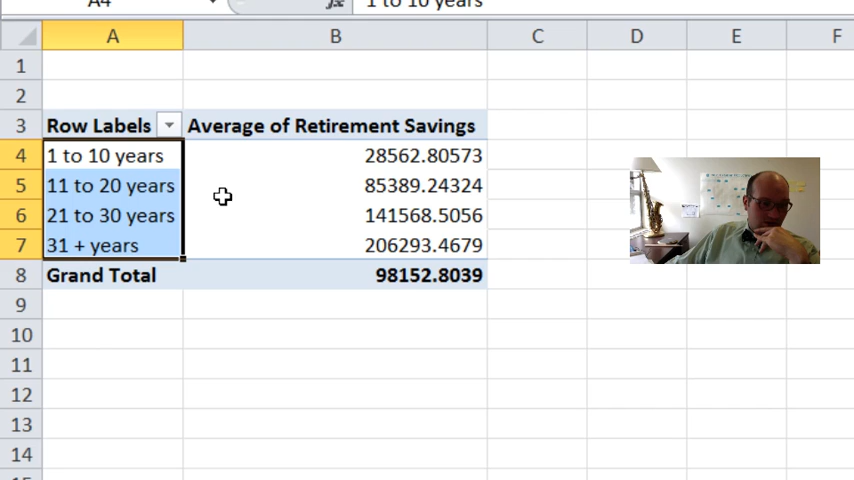 A4 fx 1 to 10 years
A B C D E F
1
2
3 Row Labels Average of Retirement Savings
4 1 to 10 years 28562.80573
5 11 to 20 years 85389.24324
6 21 to 30 years 141568.5056
7 31 + years 206293.4679
8 Grand Total 98152.8039
9
10
11
12
13
14